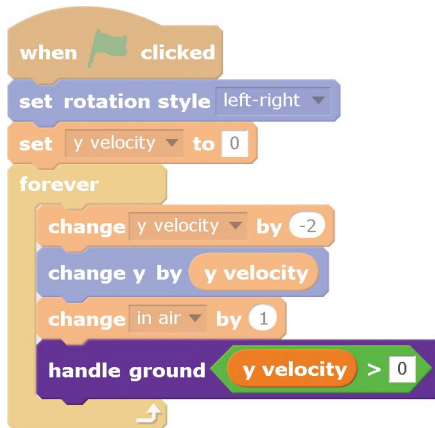 when clicked
set rotation style left-right
set y velocity to 0
forever
change y velocity by -2
change y by y velocity
change in air by 1
handle ground y velocity > 0